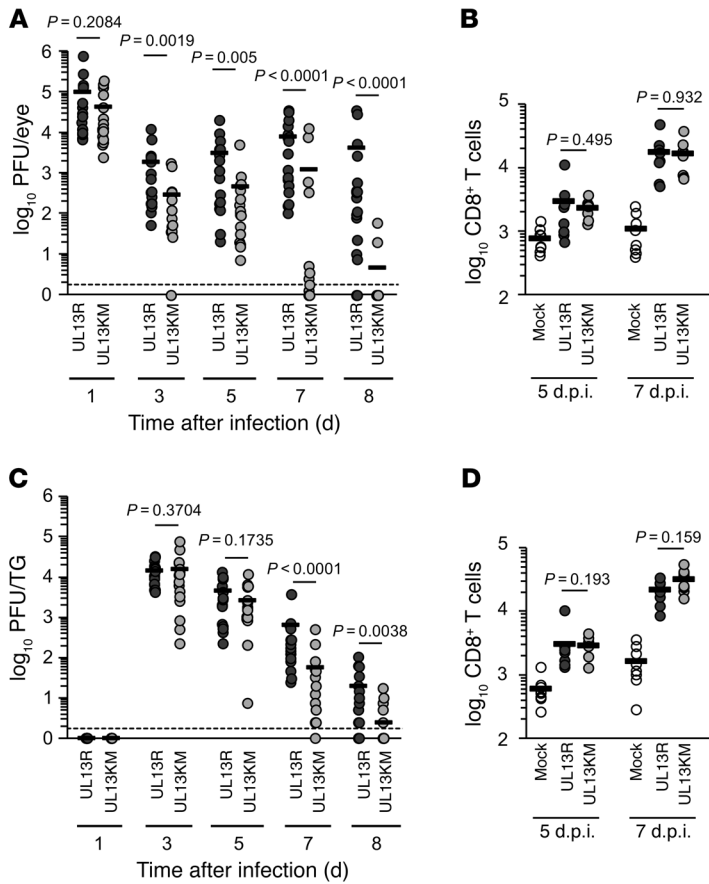 A
P = 0.2084
P = 0.0019
P = 0.005
P < 0.0001
P < 0.0001
log10 PFU/eye
6
5
4
3
2
1
0
UL13R
UL13KM
UL13R
UL13KM
UL13R
UL13KM
UL13R
UL13KM
UL13R
UL13KM
1
3
5
7
8
Time after infection (d)
B
P = 0.495
P = 0.932
log10 CD8+ T cells
5
4
3
2
Mock
UL13R
UL13KM
Mock
UL13R
UL13KM
5 d.p.i.
7 d.p.i.
C
P = 0.3704
P = 0.1735
P < 0.0001
P = 0.0038
log10 PFU/TG
6
5
4
3
2
1
0
UL13R
UL13KM
UL13R
UL13KM
UL13R
UL13KM
UL13R
UL13KM
UL13R
UL13KM
1
3
5
7
8
Time after infection (d)
D
P = 0.193
P = 0.159
log10 CD8+ T cells
5
4
3
2
Mock
UL13R
UL13KM
Mock
UL13R
UL13KM
5 d.p.i.
7 d.p.i.